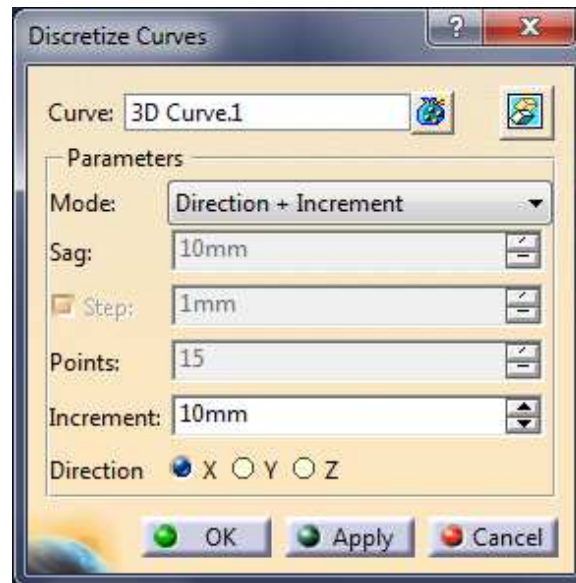 Discretize Curves ? X
Curve: 3D Curve.1
Parameters
Mode: Direction + Increment
Sag: 10mm
Step: 1mm
Points: 15
Increment: 10mm
Direction X Y Z
OK Apply Cancel